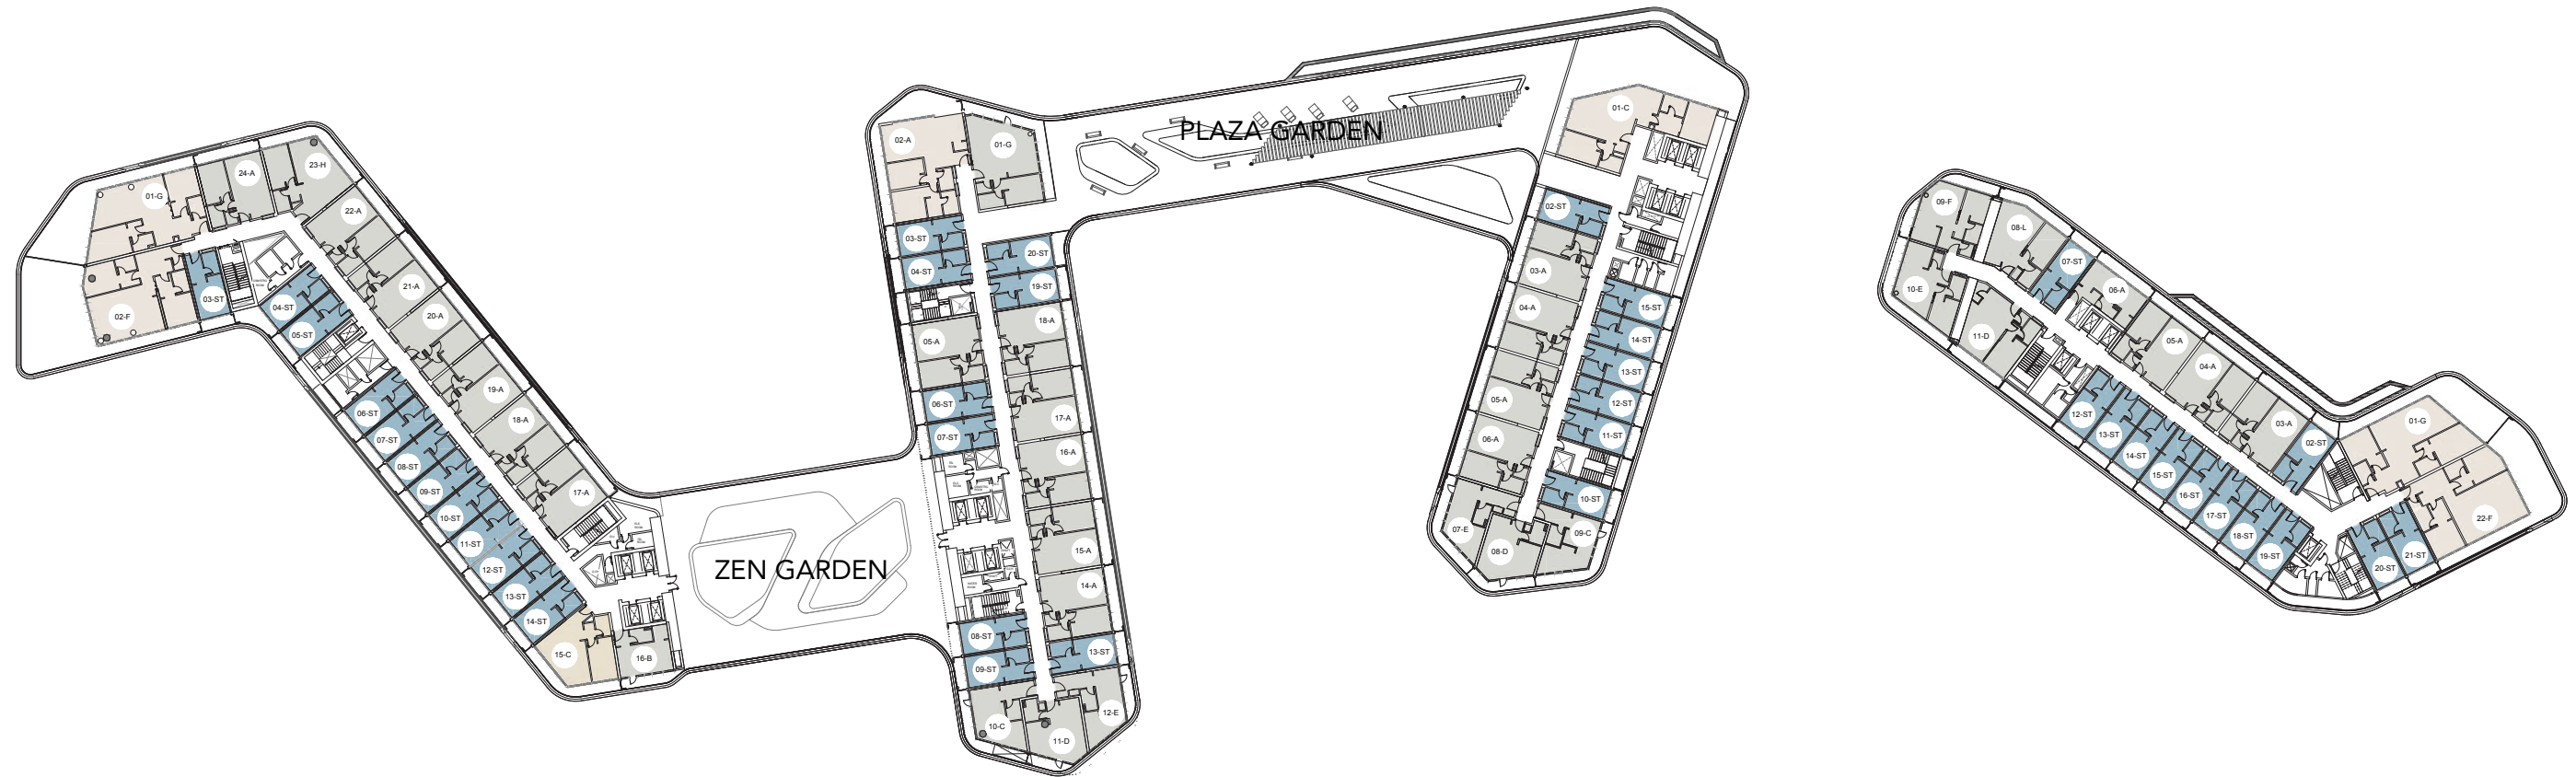 PLAZA GARDEN
ZEN GARDEN
01-G
02-F
03-ST
04-ST
05-ST
06-ST
07-ST
08-ST
09-ST
10-ST
11-ST
12-ST
13-ST
14-ST
15-C
16-B
17-A
18-A
19-A
20-A
21-A
22-A
23-H
24-A
01-G
02-A
03-ST
04-ST
05-A
06-ST
07-ST
08-ST
09-ST
10-C
11-D
12-E
13-ST
14-A
15-A
16-A
17-A
18-A
19-ST
20-ST
01-C
02-ST
03-A
04-A
05-A
06-A
07-E
08-D
09-C
10-ST
11-ST
12-ST
13-ST
14-ST
15-ST
01-G
02-ST
03-A
04-A
05-A
06-A
07-ST
08-L
09-F
10-E
11-D
12-ST
13-ST
14-ST
15-ST
16-ST
17-ST
18-ST
19-ST
20-ST
21-ST
22-F